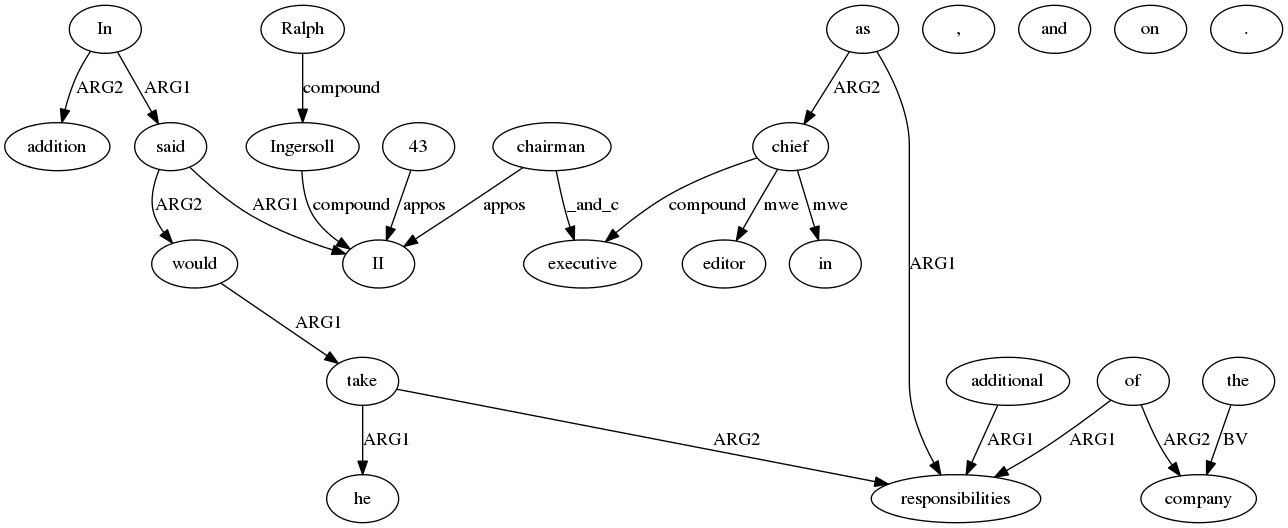 In Ralph as , and on .
ARG2 ARG1 compound ARG2
addition said Ingersoll 43 chairman chief
ARG2 ARG1 compound appos appos _and_c compound mwe mwe
would II executive editor in
ARG1 ARG1
take additional of the
ARG1 ARG2 ARG1 ARG1 ARG2 BV
he responsibilities company